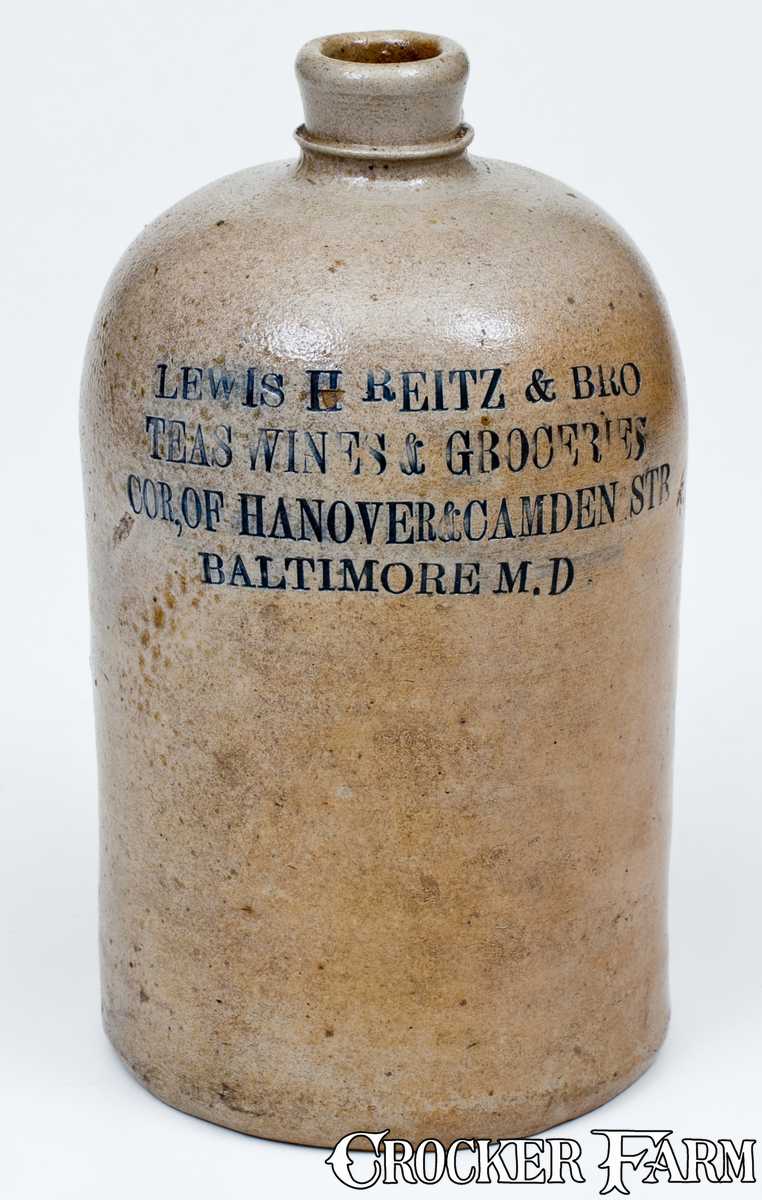 LEWIS H REITZ & BRO
TEAS WINES & GROCERIES
COR,OF HANOVER&CAMDEN STR
BALTIMORE M.D
CROCKER FARM